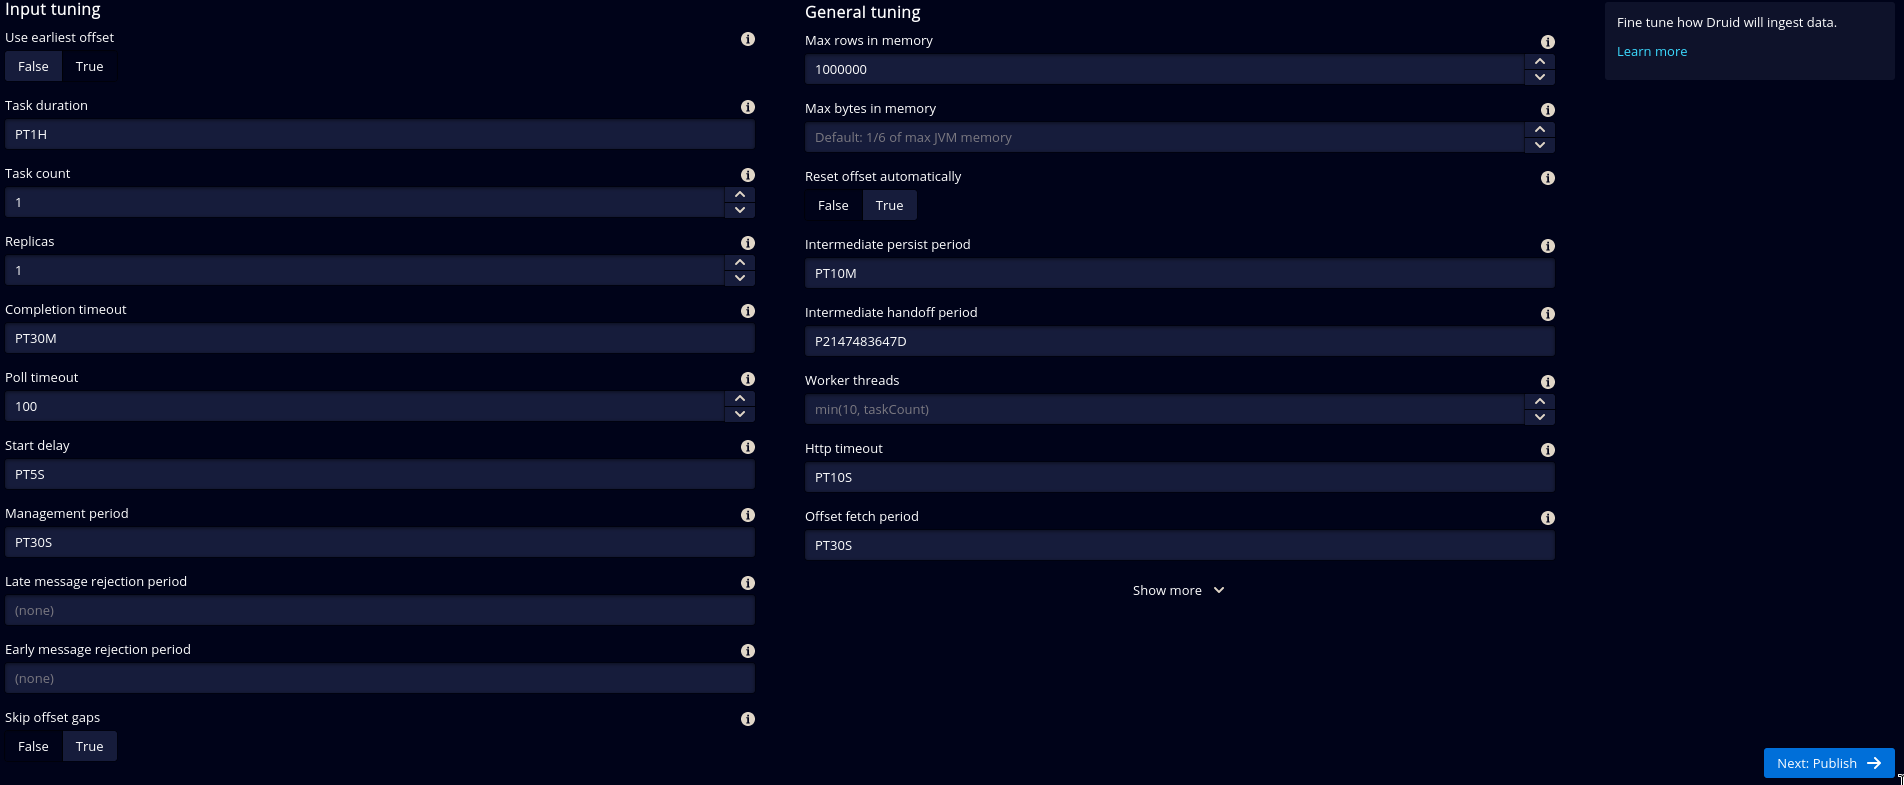 Input tuning
Use earliest offset
False True
Task duration
PT1H
Task count
1
Replicas
1
Completion timeout
PT30M
Poll timeout
100
Start delay
PT5S
Management period
PT30S
Late message rejection period
(none)
Early message rejection period
(none)
Skip offset gaps
False True
General tuning
Max rows in memory
1000000
Max bytes in memory
Default: 1/6 of max JVM memory
Reset offset automatically
False True
Intermediate persist period
PT10M
Intermediate handoff period
P2147483647D
Worker threads
min(10, taskCount)
Http timeout
PT10S
Offset fetch period
PT30S
Show more
Fine tune how Druid will ingest data.
Learn more
Next: Publish